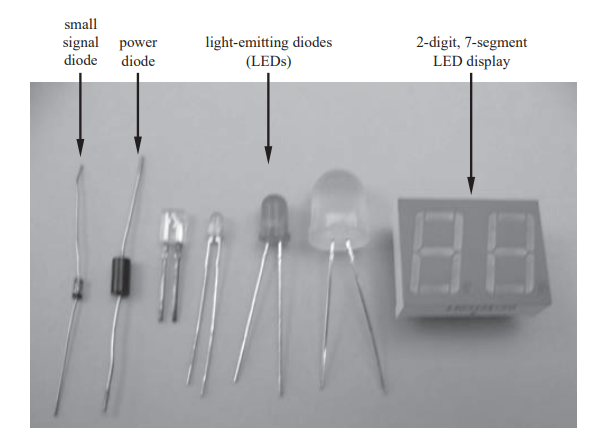 small
signal
diode
power
diode
light-emitting diodes
(LEDs)
2-digit, 7-segment
LED display